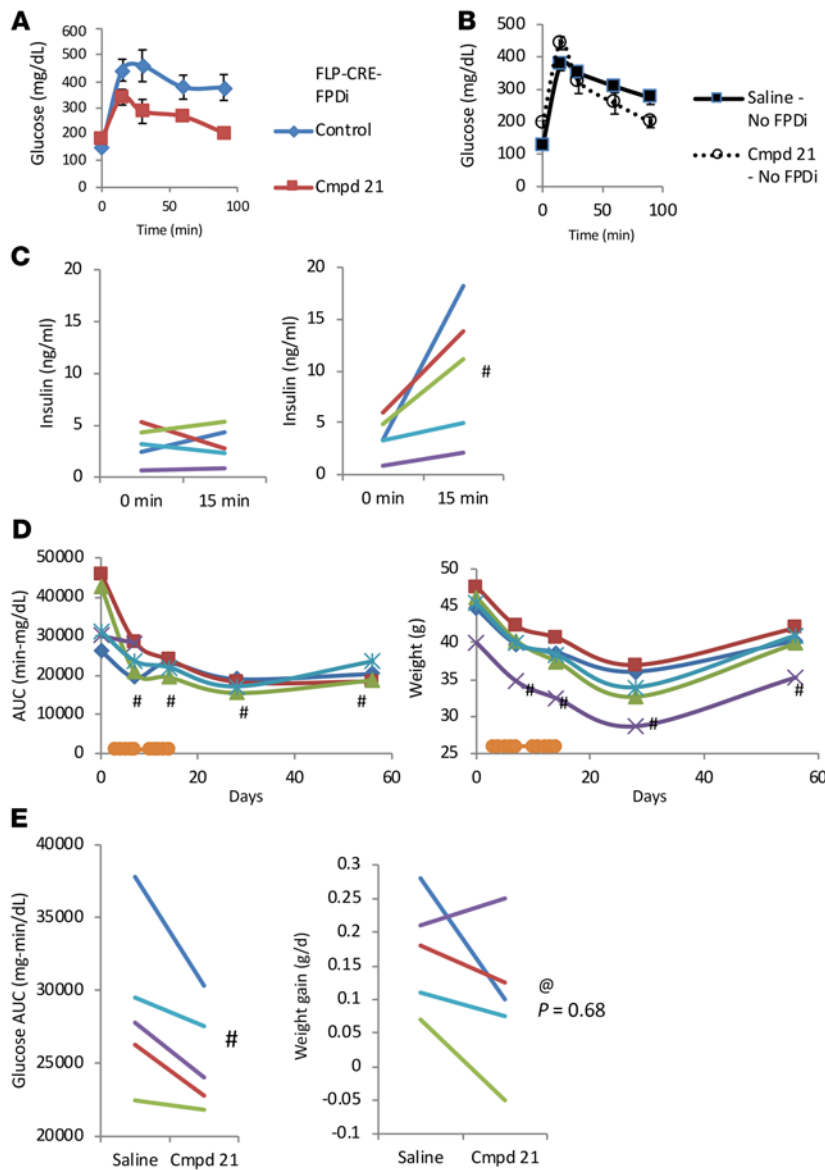 A
600
500
400
300
200
100
0
Glucose (mg/dL)
0
50
100
Time (min)
FLP-CRE-
FPDi
Control
Cmpd 21
B
500
400
300
200
100
0
Glucose (mg/dL)
0
50
100
Time (min)
Saline -
No FPDi
Cmpd 21
- No FPDi
C
20
15
10
5
0
Insulin (ng/ml)
0 min
15 min
20
15
10
5
0
Insulin (ng/ml)
#
0 min
15 min
D
50000
40000
30000
20000
10000
0
AUC (min-mg/dL)
# # # #
0
20
40
60
Days
50
45
40
35
30
25
Weight (g)
# # # #
0
20
40
60
Days
E
40000
35000
30000
25000
20000
Glucose AUC (mg-min/dL)
#
Saline
Cmpd 21
0.3
0.25
0.2
0.15
0.1
0.05
0
-0.05
-0.1
Weight gain (g/d)
@
P = 0.68
Saline
Cmpd 21